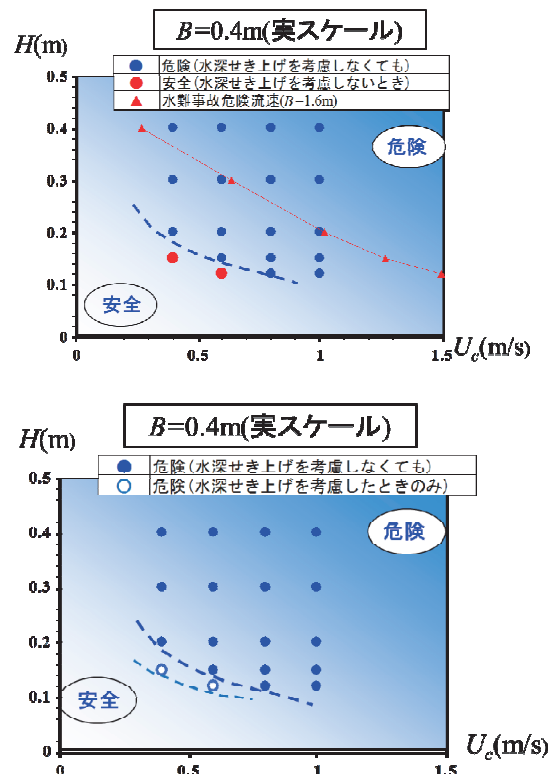 B=0.4m(実スケール)
H(m)
危険(水深せき上げを考慮しなくても)
安全(水深せき上げを考慮しないとき)
水難事故危険流速(B=1.6m)
0.5
0.4
0.3
0.2
0.1
0
危険
安全
0
0.5
1
1.5
Uc(m/s)
B=0.4m(実スケール)
H(m)
危険(水深せき上げを考慮しなくても)
危険(水深せき上げを考慮したときのみ)
0.5
0.4
0.3
0.2
0.1
0
危険
安全
0
0.5
1
1.5
Uc(m/s)